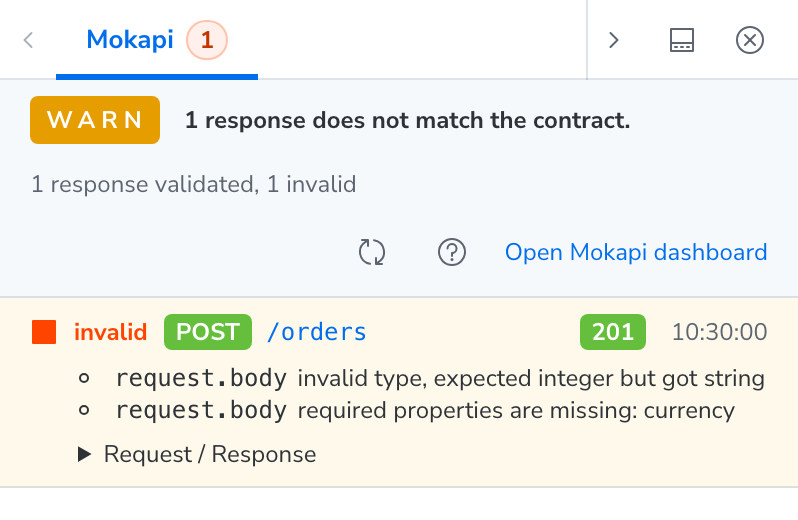 Mokapi 1
WARN 1 response does not match the contract.
1 response validated, 1 invalid
Open Mokapi dashboard
invalid POST /orders 201 10:30:00
request.body invalid type, expected integer but got string
request.body required properties are missing: currency
Request / Response